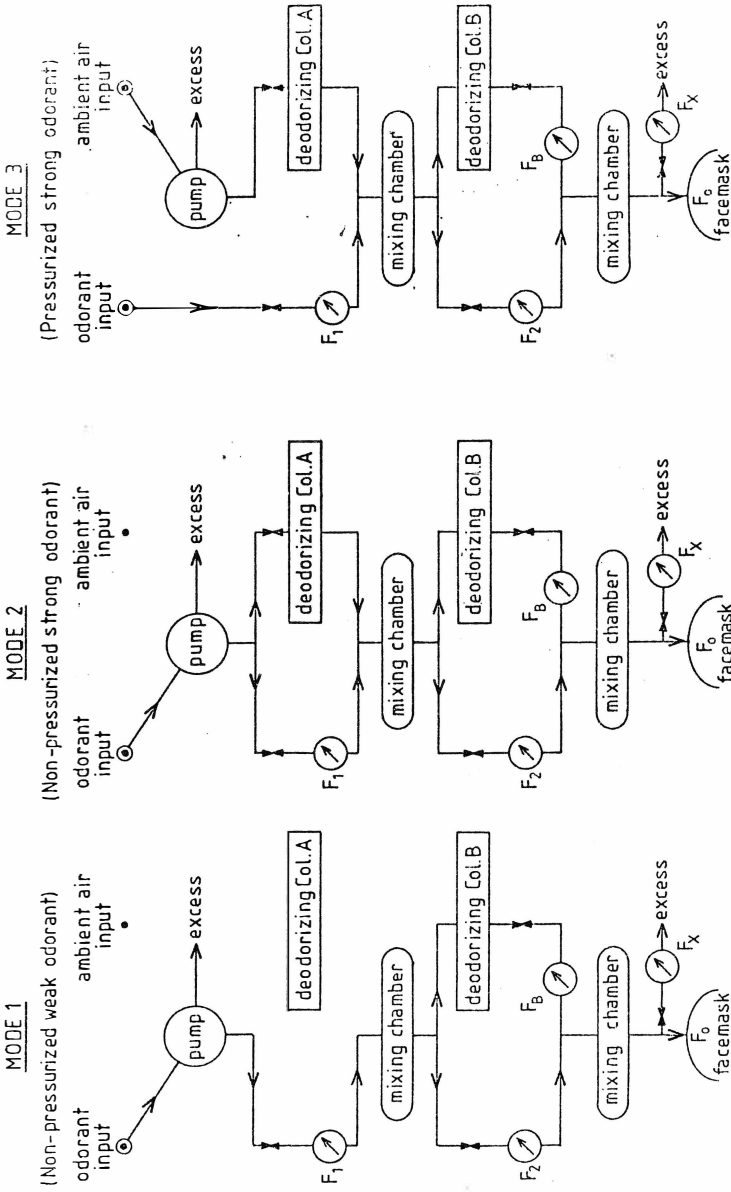 MODE 1
(Non-pressurized weak odorant)
odorant
input
ambient air
input
pump
excess
deodorizing Col.A
F1
mixing chamber
deodorizing Col.B
FB
F2
mixing chamber
excess
FX
Fo
facemask
MODE 2
(Non-pressurized strong odorant)
odorant
input
ambient air
input
pump
excess
deodorizing Col.A
F1
mixing chamber
deodorizing Col.B
FB
F2
mixing chamber
excess
FX
Fo
facemask
MODE 3
(Pressurized strong odorant)
odorant
input
ambient air
input
pump
excess
deodorizing Col.A
F1
mixing chamber
deodorizing Col.B
FB
F2
mixing chamber
excess
FX
Fo
facemask